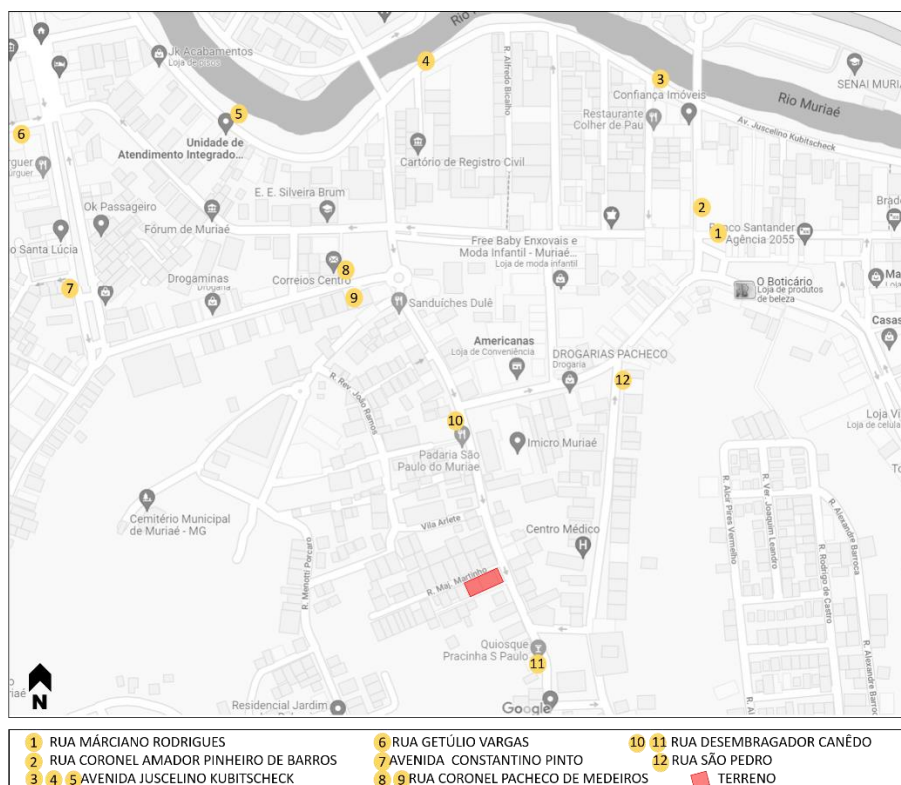 Jk Acabamentos
Loja de pisos
4
Rio
R. Alfredo Bicalho
3
Confiança Imóveis
SENAI MURIA
Rio Muriaé
5
Restaurante
Colher de Pau
Av. Juscelino Kubitscheck
6
Unidade de
Atendimento Integrado...
Cartório de Registro Civil
E. E. Silveira Brum
Ok Passageiro
2
Santander
Agência 2055
1
Santa Lúcia
Fórum de Muriaé
Free Baby Enxovais e
Moda Infantil - Muriaé...
Loja de moda infantil
7
Drogaminas
Drogaria
Correios Centro
8
9
Sanduíches Dulê
O Boticário
Loja de produtos
de beleza
Casas
Americanas
Loja de Conveniência
DROGARIAS PACHECO
Drogaria
12
R. Rev. João Ramos
10
Padaria São
Paulo do Muriae
Imicro Muriaé
Loja de celula
Cemitério Municipal
de Muriaé - MG
Vila Arlete
Centro Médico
R. Menotti Porcaro
R. Maj. Martinho
R. Alcir Pires Vermelho
R. Ver. Joaquim Leandro
R. Rodrigo de Castro
R. Alexandre Barroca
R. Alexandre Barroca
Quiosque
Pracinha S Paulo
11
N
Residencial Jardim
Google
1 RUA MÁRCIANO RODRIGUES
2 RUA CORONEL AMADOR PINHEIRO DE BARROS
3 4 5 AVENIDA JUSCELINO KUBITSCHECK
6 RUA GETÚLIO VARGAS
7 AVENIDA CONSTANTINO PINTO
8 9 RUA CORONEL PACHECO DE MEDEIROS
10 11 RUA DESEMBRAGADOR CANÊDO
12 RUA SÃO PEDRO
TERRENO